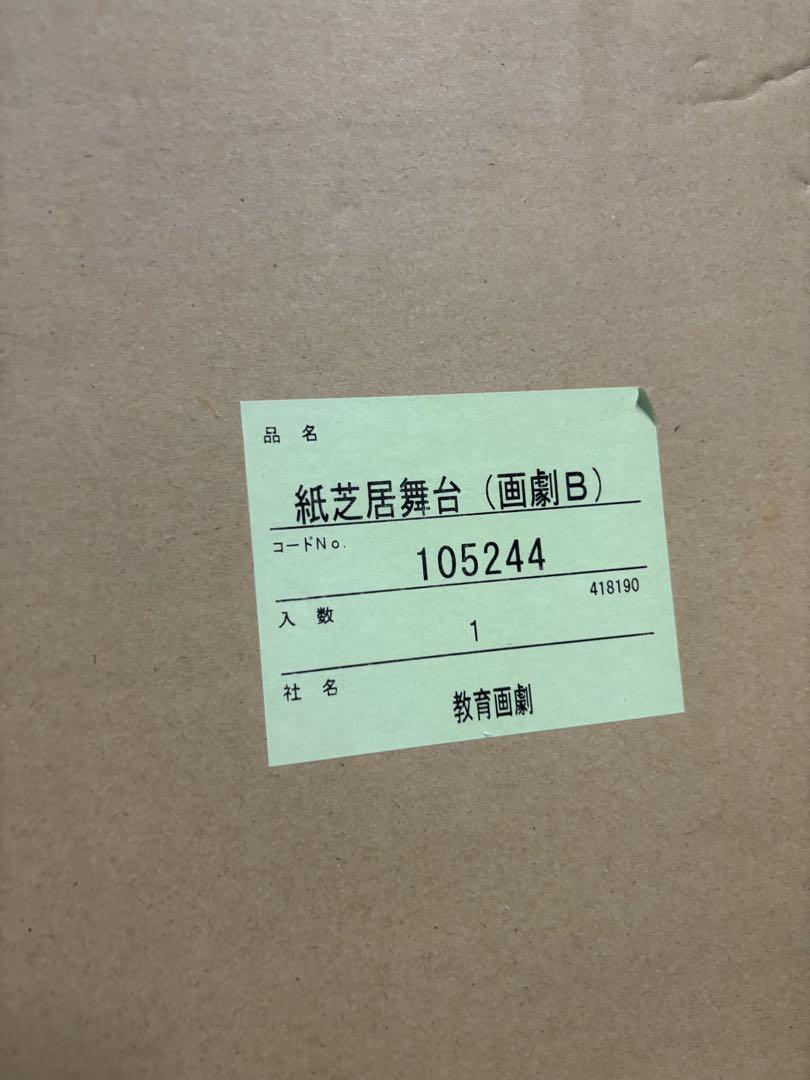 品名
紙芝居舞台（画劇Ｂ）
コードNo.
105244
418190
入数
1
社名
教育画劇